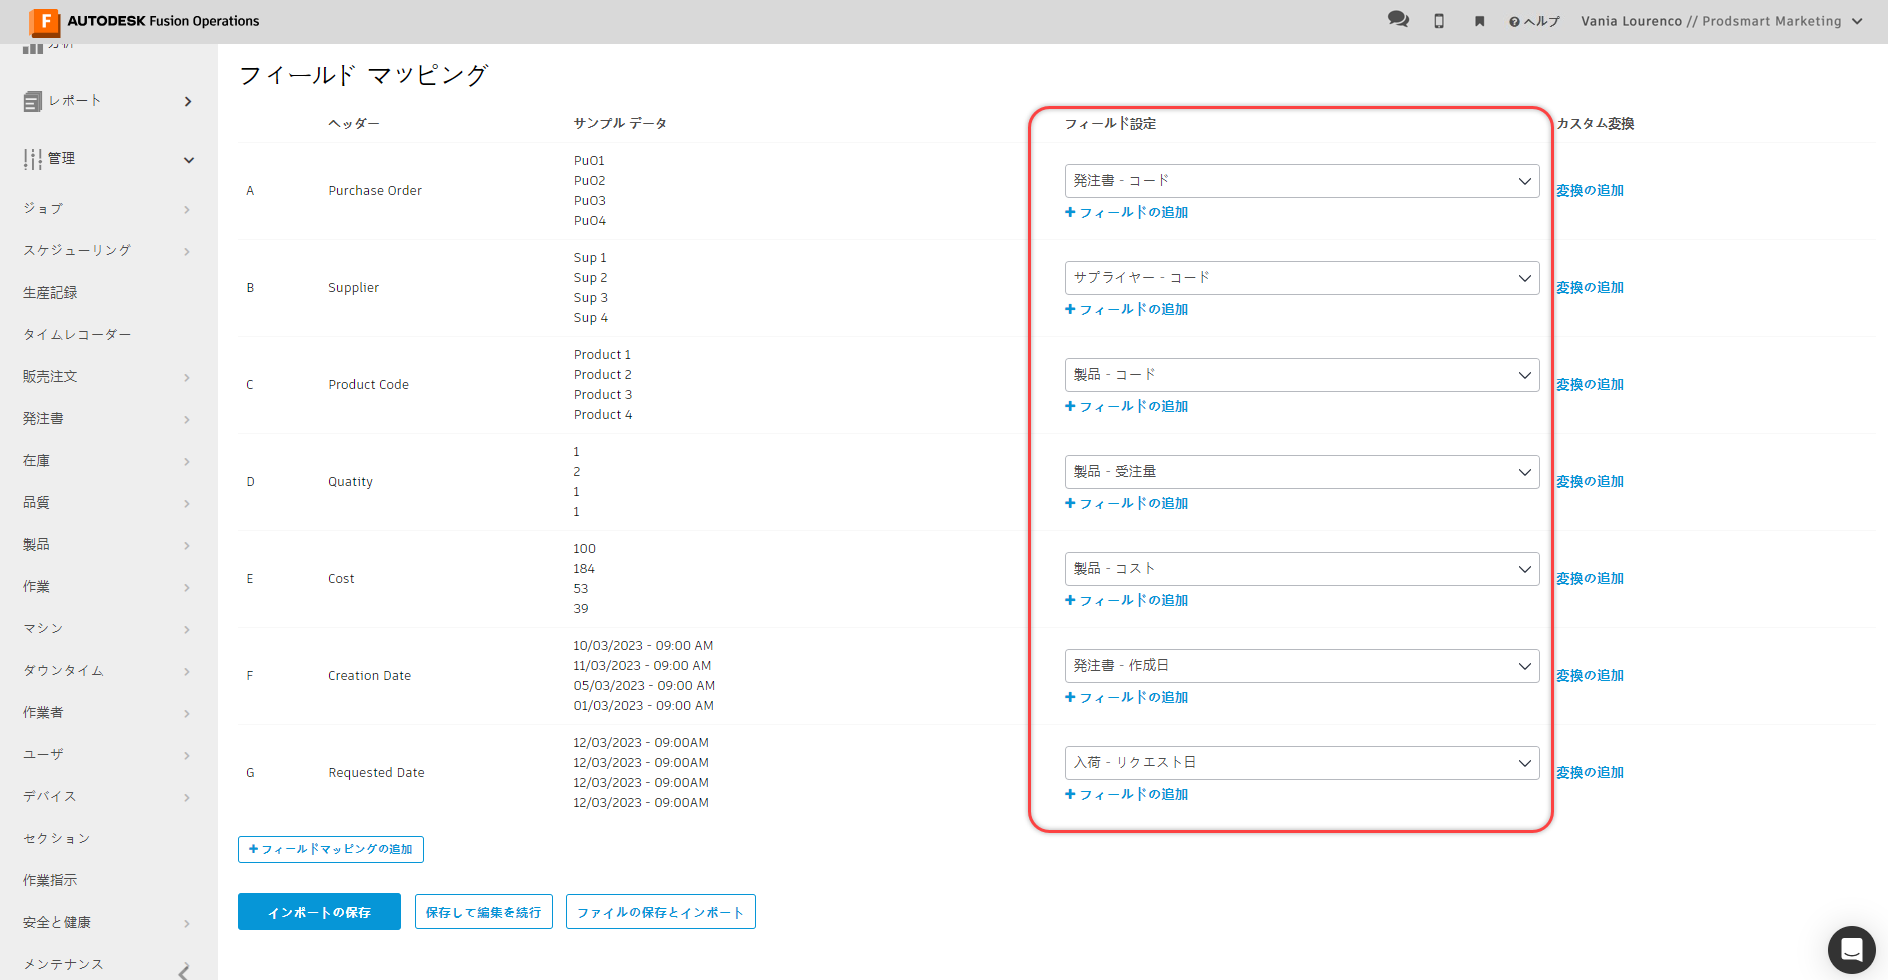 AUTODESK Fusion Operations
ヘルプ
Vania Lourenco // Prodsmart Marketing
分析
レポート
管理
ジョブ
スケジューリング
生産記録
タイムレコーダー
販売注文
発注書
在庫
品質
製品
作業
マシン
ダウンタイム
作業者
ユーザ
デバイス
セクション
作業指示
安全と健康
メンテナンス
フィールド マッピング
ヘッダー サンプル データ フィールド設定 カスタム変換
A Purchase Order
PuO1
PuO2
PuO3
PuO4
発注書 - コード
+ フィールドの追加
変換の追加
B Supplier
Sup 1
Sup 2
Sup 3
Sup 4
サプライヤー - コード
+ フィールドの追加
変換の追加
C Product Code
Product 1
Product 2
Product 3
Product 4
製品 - コード
+ フィールドの追加
変換の追加
D Quatity
1
2
1
1
製品 - 受注量
+ フィールドの追加
変換の追加
E Cost
100
184
53
39
製品 - コスト
+ フィールドの追加
変換の追加
F Creation Date
10/03/2023 - 09:00 AM
11/03/2023 - 09:00 AM
05/03/2023 - 09:00 AM
01/03/2023 - 09:00 AM
発注書 - 作成日
+ フィールドの追加
変換の追加
G Requested Date
12/03/2023 - 09:00AM
12/03/2023 - 09:00AM
12/03/2023 - 09:00AM
12/03/2023 - 09:00AM
入荷 - リクエスト日
+ フィールドの追加
変換の追加
+ フィールドマッピングの追加
インポートの保存 保存して編集を続行 ファイルの保存とインポート